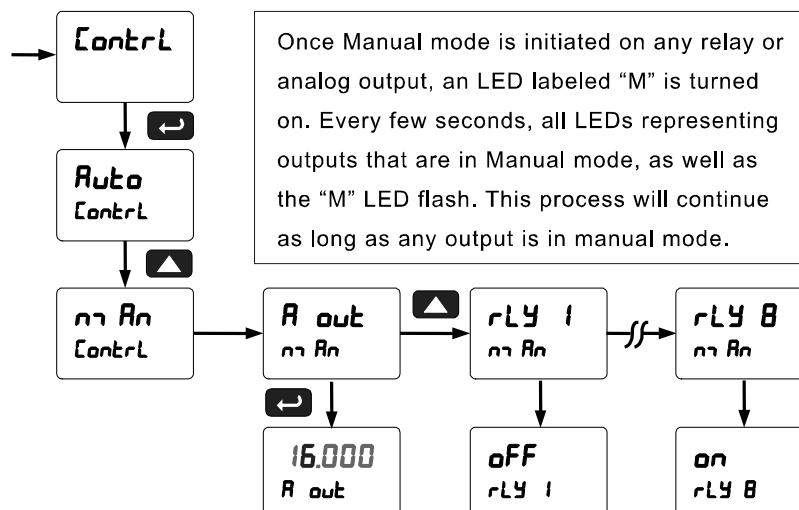 ContrL
Once Manual mode is initiated on any relay or
analog output, an LED labeled “M” is turned
on. Every few seconds, all LEDs representing
outputs that are in Manual mode, as well as
the “M” LED flash. This process will continue
as long as any output is in manual mode.
Auto
ContrL
mAn
ContrL
A out
mAn
rLY 1
mAn
rLY 8
mAn
16.000
A out
oFF
rLY 1
on
rLY 8